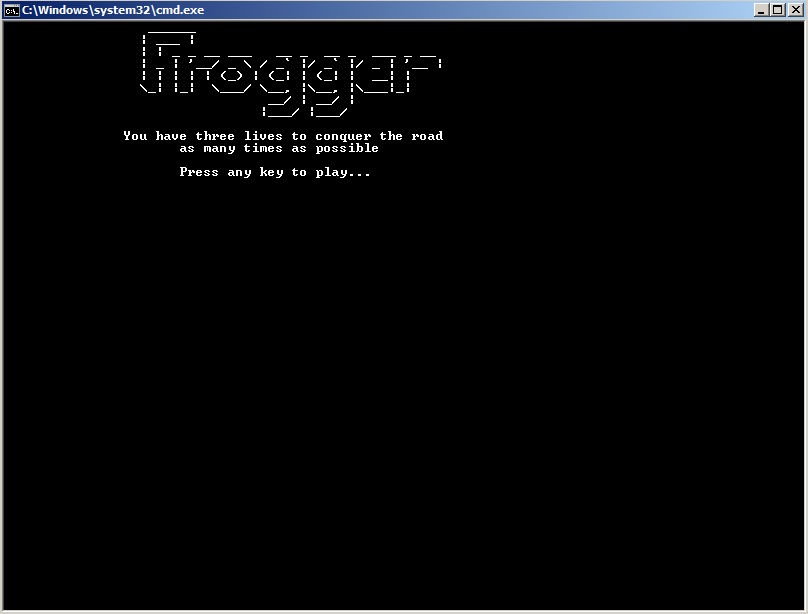 C:\Windows\system32\cmd.exe
Frogger
You have three lives to conquer the road
as many times as possible
Press any key to play...